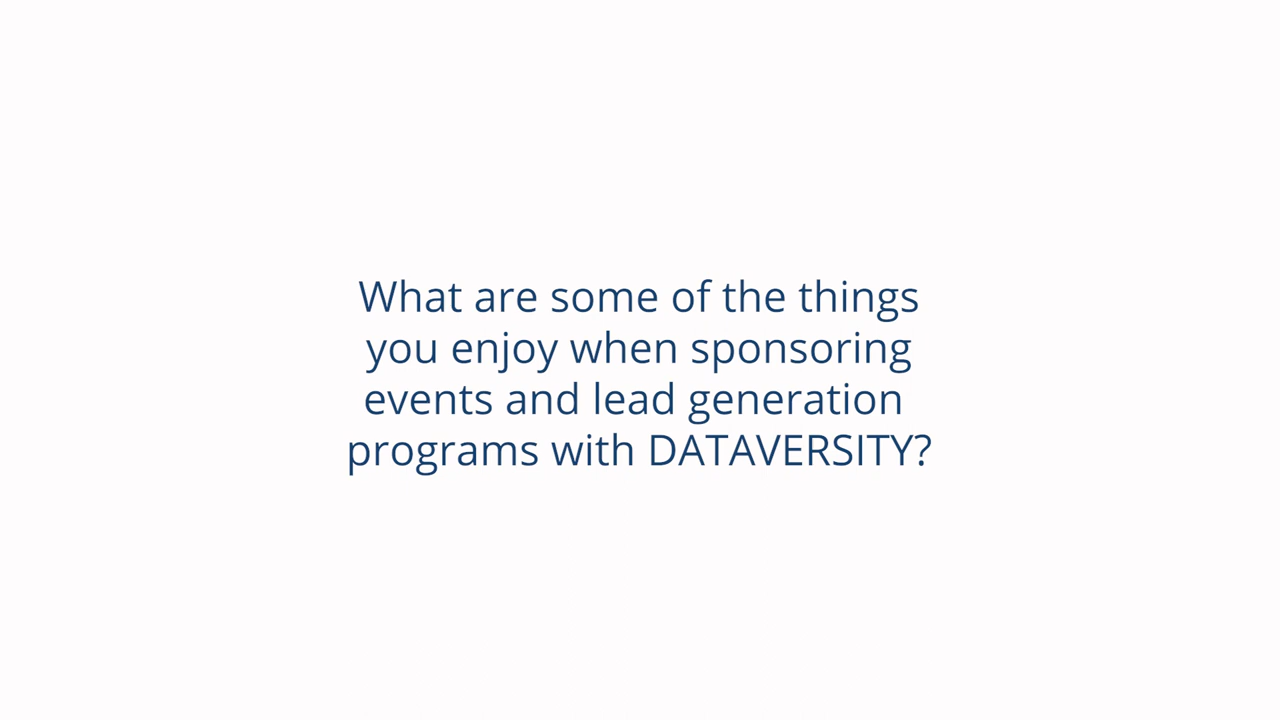 What are some of the things
you enjoy when sponsoring
events and lead generation
programs with DATAVERSITY?